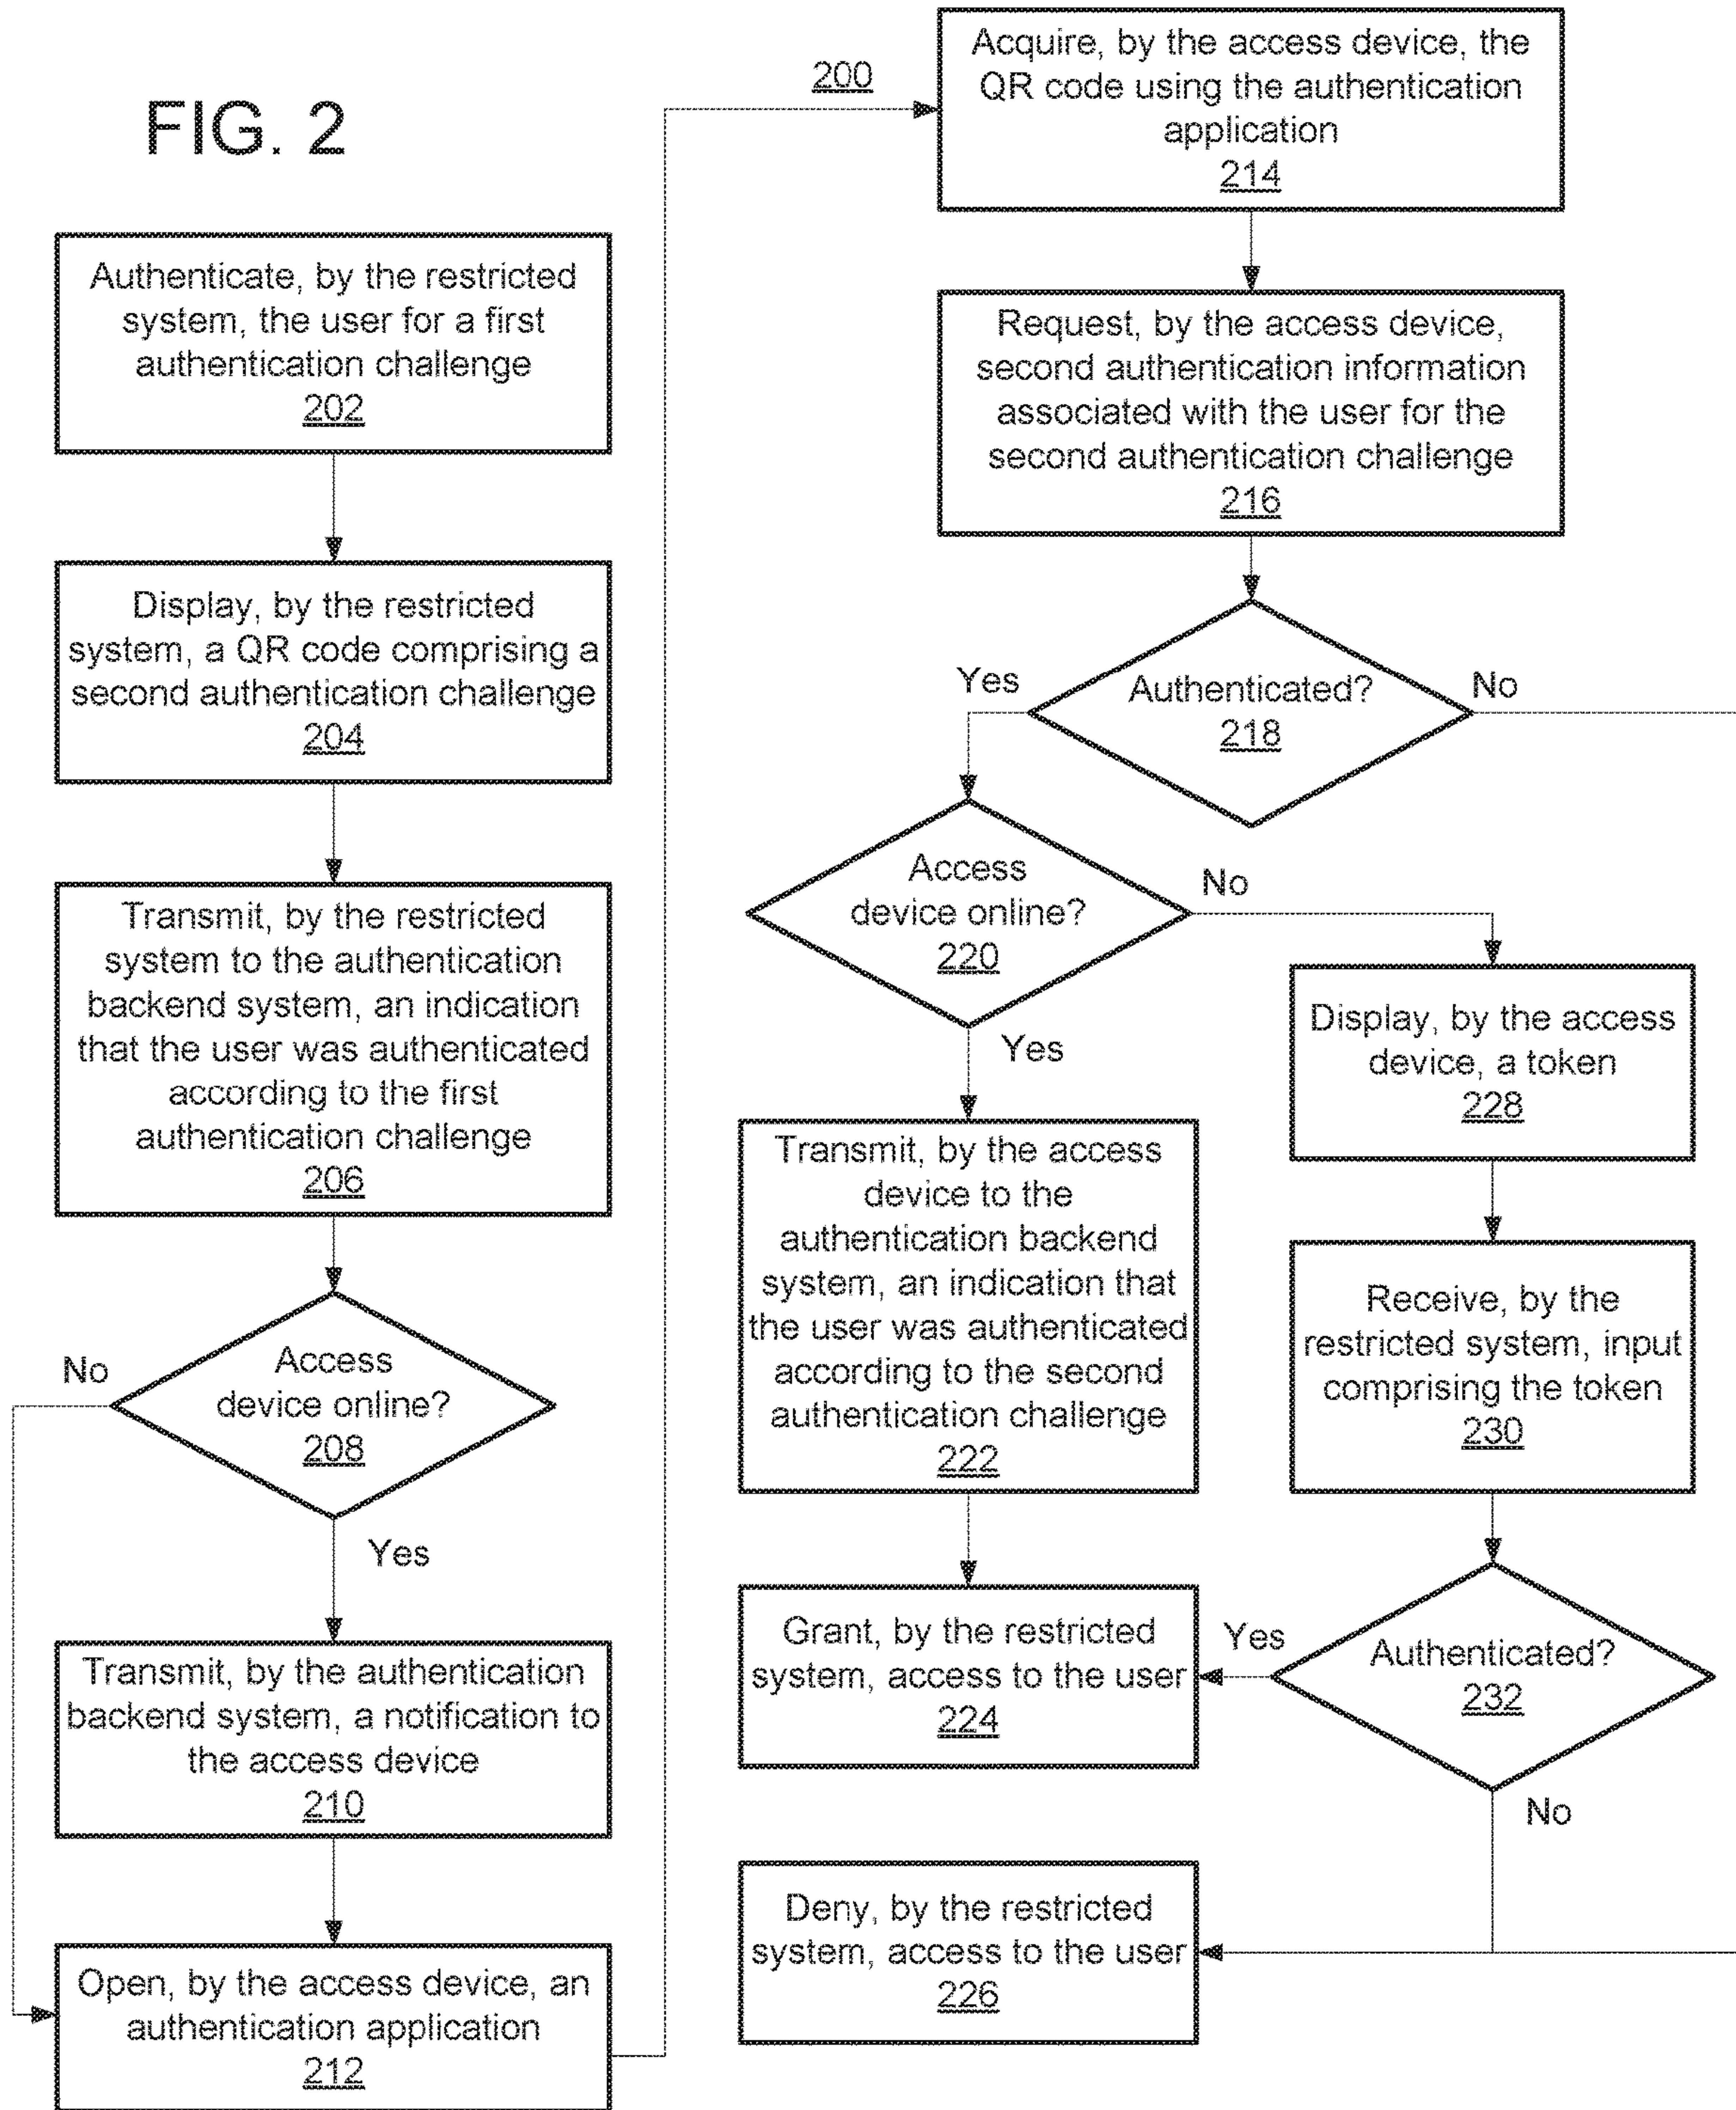 FIG. 2
200
Authenticate, by the restricted
system, the user for a first
authentication challenge
202
Display, by the restricted
system, a QR code comprising a
second authentication challenge
204
Transmit, by the restricted
system to the authentication
backend system, an indication
that the user was authenticated
according to the first
authentication challenge
206
Access
device online?
208
No
Yes
Transmit, by the authentication
backend system, a notification to
the access device
210
Open, by the access device, an
authentication application
212
Acquire, by the access device, the
QR code using the authentication
application
214
Request, by the access device,
second authentication information
associated with the user for the
second authentication challenge
216
Authenticated?
218
Yes
No
Access
device online?
220
No
Yes
Transmit, by the access
device to the
authentication backend
system, an indication that
the user was authenticated
according to the second
authentication challenge
222
Grant, by the restricted
system, access to the user
224
Deny, by the restricted
system, access to the user
226
Display, by the access
device, a token
228
Receive, by the
restricted system, input
comprising the token
230
Authenticated?
232
Yes
No